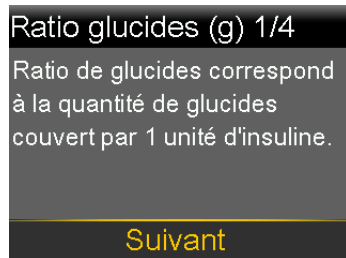 Ratio glucides (g) 1/4
Ratio de glucides correspond
à la quantité de glucides
couvert par 1 unité d'insuline.
Suivant